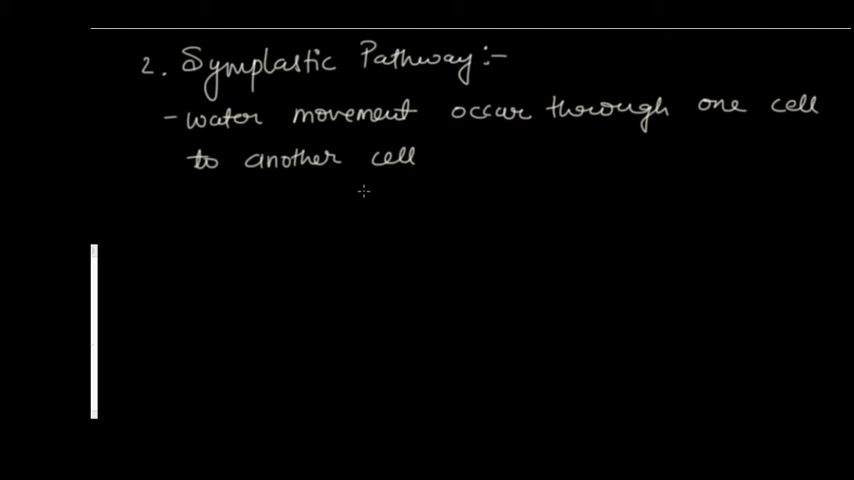 2. Symplastic Pathway :-
- water movement occur through one cell
to another cell